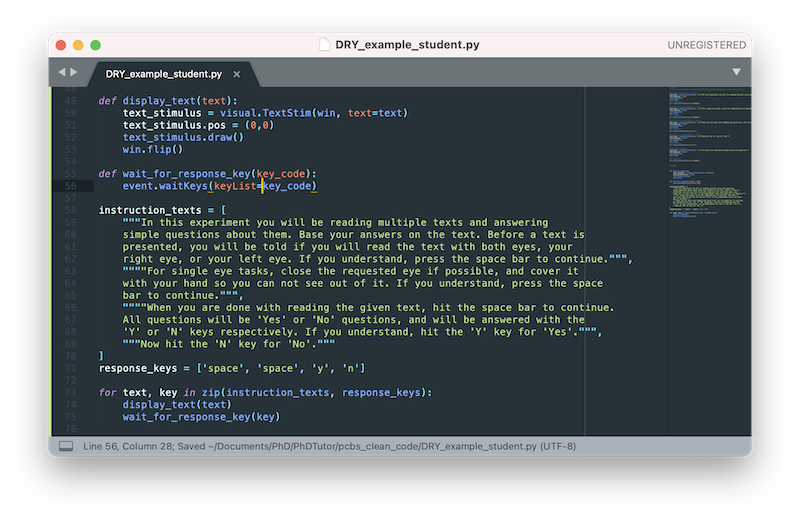 DRY_example_student.py
UNREGISTERED
DRY_example_student.py ×
48
49 def display_text(text):
50 text_stimulus = visual.TextStim(win, text=text)
51 text_stimulus.pos = (0,0)
52 text_stimulus.draw()
53 win.flip()
54
55 def wait_for_response_key(key_code):
56 event.waitKeys(keyList=key_code)
57
58 instruction_texts = [
59 """In this experiment you will be reading multiple texts and answering
60 simple questions about them. Base your answers on the text. Before a text is
61 presented, you will be told if you will read the text with both eyes, your
62 right eye, or your left eye. If you understand, press the space bar to continue.""",
63 """"For single eye tasks, close the requested eye if possible, and cover it
64 with your hand so you can not see out of it. If you understand, press the space
65 bar to continue.""",
66 """"When you are done with reading the given text, hit the space bar to continue.
67 All questions will be 'Yes' or 'No' questions, and will be answered with the
68 'Y' or 'N' keys respectively. If you understand, hit the 'Y' key for 'Yes'.""",
69 """Now hit the 'N' key for 'No'."""
70 ]
71 response_keys = ['space', 'space', 'y', 'n']
72
73 for text, key in zip(instruction_texts, response_keys):
74 display_text(text)
75 wait_for_response_key(key)
76
Line 56, Column 28; Saved ~/Documents/PhD/PhDTutor/pcbs_clean_code/DRY_example_student.py (UTF-8)